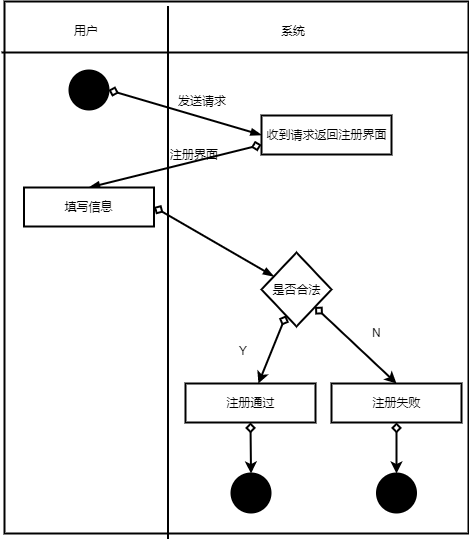 用户
系统
发送请求
收到请求返回注册界面
注册界面
填写信息
是否合法
Y
N
注册通过
注册失败